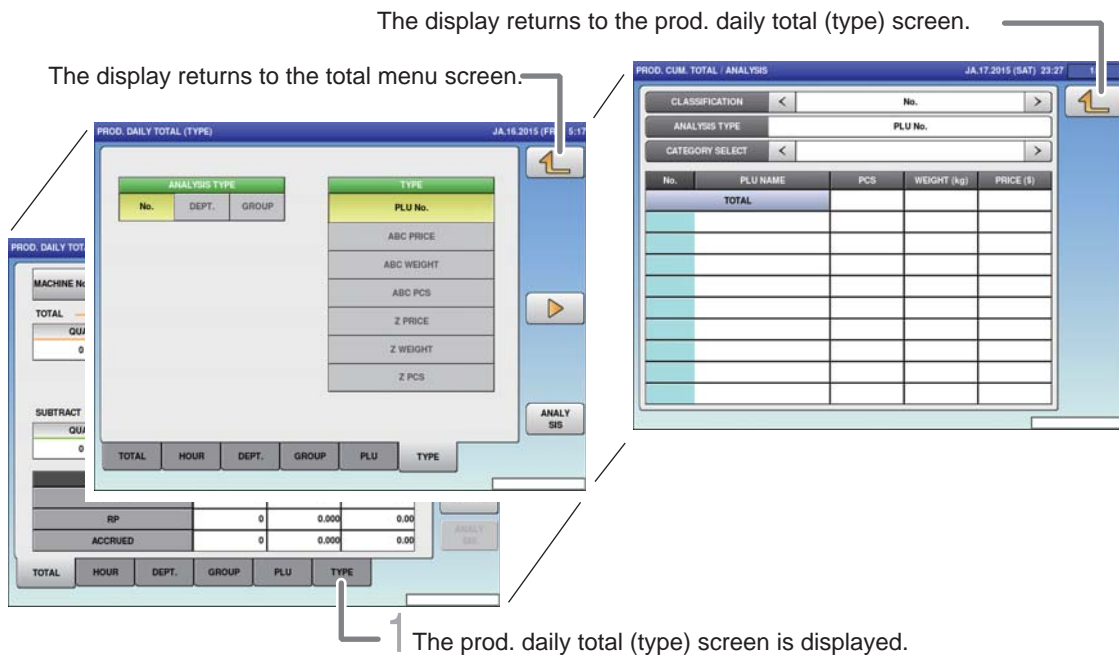 The display returns to the prod. daily total (type) screen.
The display returns to the total menu screen.
PROD. CUM. TOTAL / ANALYSIS JA.17.2015 (SAT) 23:27 1
CLASSIFICATION < No. >
ANALYSIS TYPE PLU No.
CATEGORY SELECT < >
No. PLU NAME PCS WEIGHT (kg) PRICE ($)
TOTAL
PROD. DAILY TOTAL (TYPE) JA.16.2015 5:17
ANALYSIS TYPE
No. DEPT. GROUP
TYPE
PLU No.
ABC PRICE
ABC WEIGHT
ABC PCS
Z PRICE
Z WEIGHT
Z PCS
ANALY
SIS
TOTAL HOUR DEPT. GROUP PLU TYPE
PROD. DAILY
MACHINE
TOTAL
0
SUBTRACT
0
RP 0 0.000 0.00
ACCRUED 0 0.000 0.00
ANALY
SIS
TOTAL HOUR DEPT. GROUP PLU TYPE
1 The prod. daily total (type) screen is displayed.